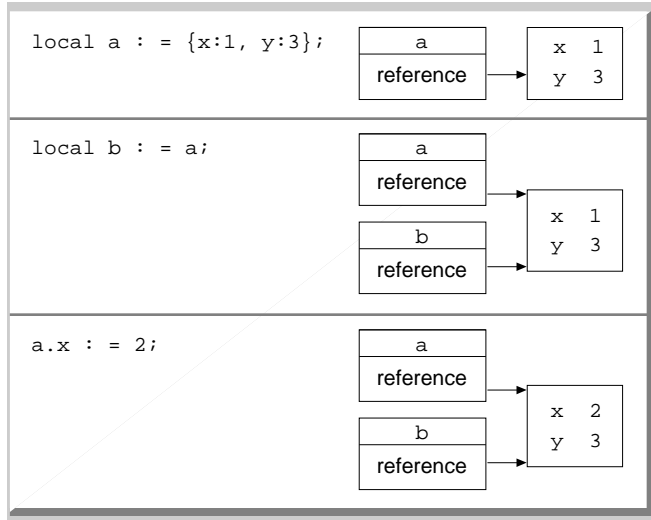 local a : = {x:1, y:3};
a
reference
x 1
y 3
local b : = a;
a
reference
b
reference
x 1
y 3
a.x : = 2;
a
reference
b
reference
x 2
y 3